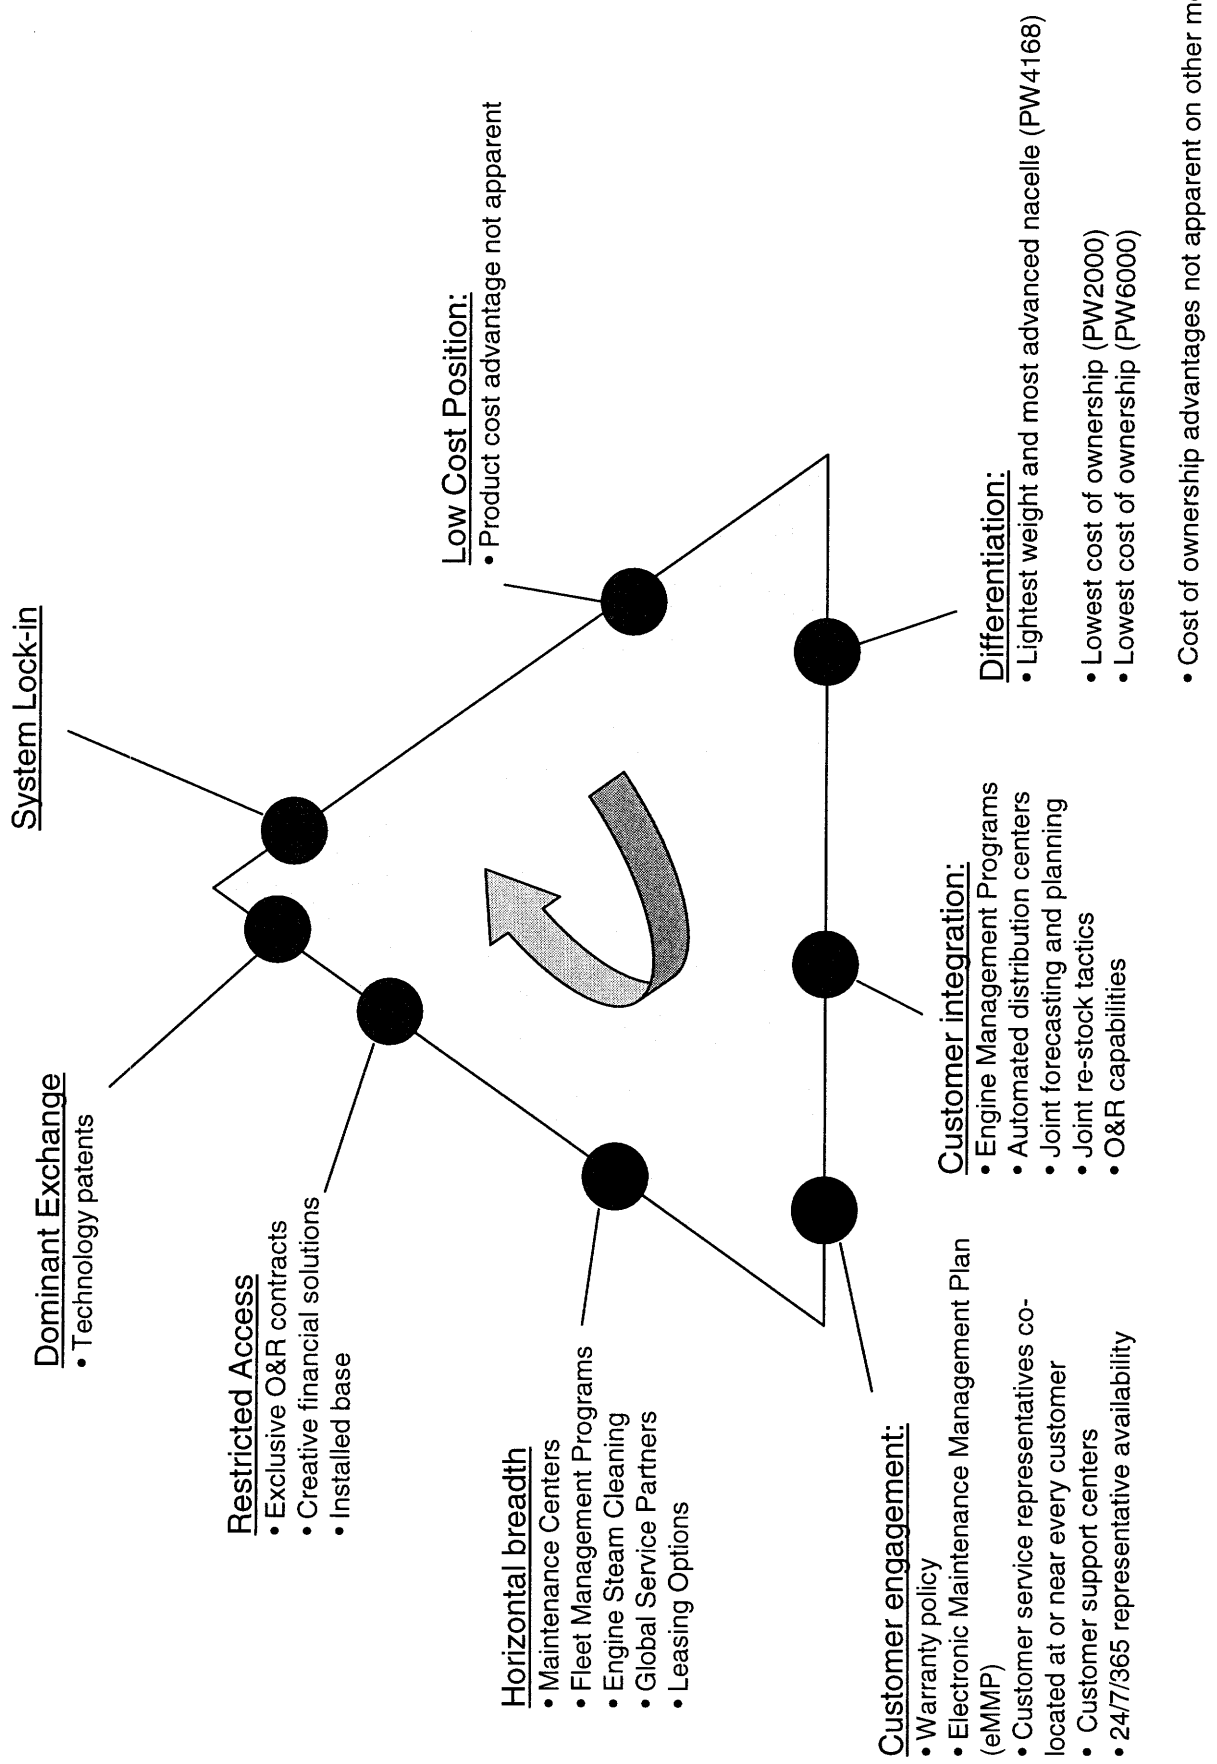 System Lock-in
Dominant Exchange
• Technology patents
Restricted Access
• Exclusive O&R contracts
• Creative financial solutions
• Installed base
Low Cost Position:
• Product cost advantage not apparent
Horizontal breadth
• Maintenance Centers
• Fleet Management Programs
• Engine Steam Cleaning
• Global Service Partners
• Leasing Options
Customer engagement:
• Warranty policy
• Electronic Maintenance Management Plan
(eMMP)
• Customer service representatives co-
located at or near every customer
• Customer support centers
• 24/7/365 representative availability
Customer integration:
• Engine Management Programs
• Automated distribution centers
• Joint forecasting and planning
• Joint re-stock tactics
• O&R capabilities
Differentiation:
• Lightest weight and most advanced nacelle (PW4168)
• Lowest cost of ownership (PW2000)
• Lowest cost of ownership (PW6000)
• Cost of ownership advantages not apparent on other